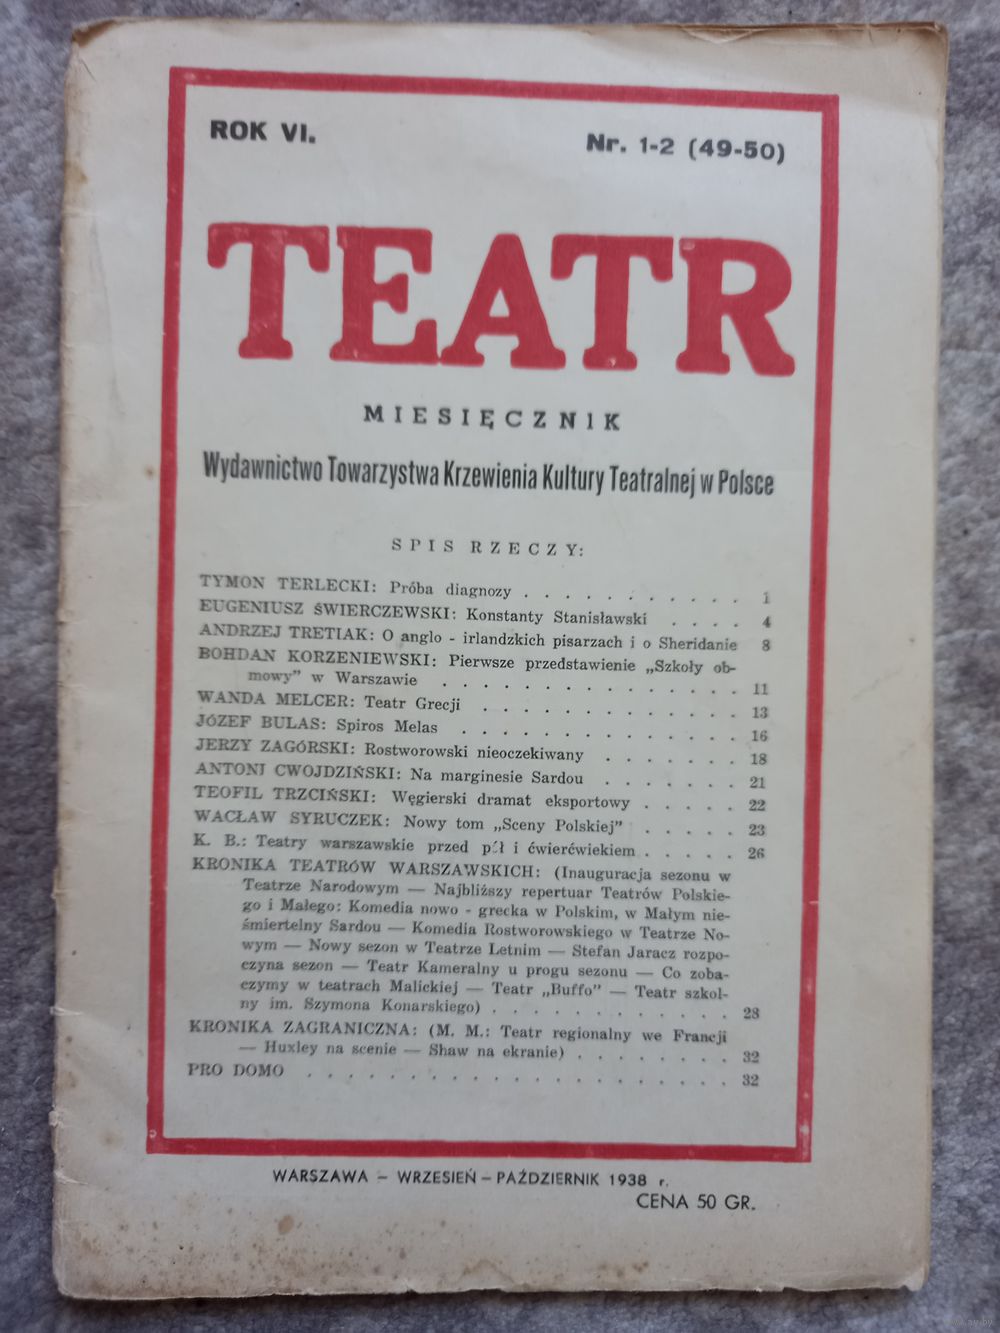 ROK VI.
Nr. 1-2 (49-50)
TEATR
MIESIĘCZNIK
Wydawnictwo Towarzystwa Krzewienia Kultury Teatralnej w Polsce
SPIS RZECZY:
TYMON TERLECKI: Próba diagnozy . . . . . . . . . . . 1
EUGENIUSZ ŚWIERCZEWSKI: Konstanty Stanisławski . . . . 4
ANDRZEJ TRETIAK: O anglo - irlandzkich pisarzach i o Sheridanie 8
BOHDAN KORZENIEWSKI: Pierwsze przedstawienie „Szkoły ob-
mowy” w Warszawie . . . . . . . . . . . . . . . 11
WANDA MELCER: Teatr Grecji . . . . . . . . . . . . . 13
JÓZEF BULAS: Spiros Melas . . . . . . . . . . . . . . 16
JERZY ZAGÓRSKI: Rostworowski nieoczekiwany . . . . . . . 18
ANTONI CWOJDZIŃSKI: Na marginesie Sardou . . . . . . . 21
TEOFIL TRZCIŃSKI: Węgierski dramat eksportowy . . . . . 22
WACŁAW SYRUCZEK: Nowy tom „Sceny Polskiej” . . . . . 23
K. B.: Teatry warszawskie przed pół i ćwierćwiekiem . . . . . 26
KRONIKA TEATRÓW WARSZAWSKICH: (Inauguracja sezonu w
Teatrze Narodowym — Najbliższy repertuar Teatrów Polskie-
go i Małego: Komedia nowo - grecka w Polskim, w Małym nie-
śmiertelny Sardou — Komedia Rostworowskiego w Teatrze No-
wym — Nowy sezon w Teatrze Letnim — Stefan Jaracz rozpo-
czyna sezon — Teatr Kameralny u progu sezonu — Co zoba-
czymy w teatrach Malickiej — Teatr „Buffo” — Teatr szkol-
ny im. Szymona Konarskiego) . . . . . . . . . . . . 28
KRONIKA ZAGRANICZNA: (M. M.: Teatr regionalny we Francji
— Huxley na scenie — Shaw na ekranie) . . . . . . . . 32
PRO DOMO . . . . . . . . . . . . . . . . . . . . 32
WARSZAWA – WRZESIEŃ – PAŹDZIERNIK 1938 r.
CENA 50 GR.